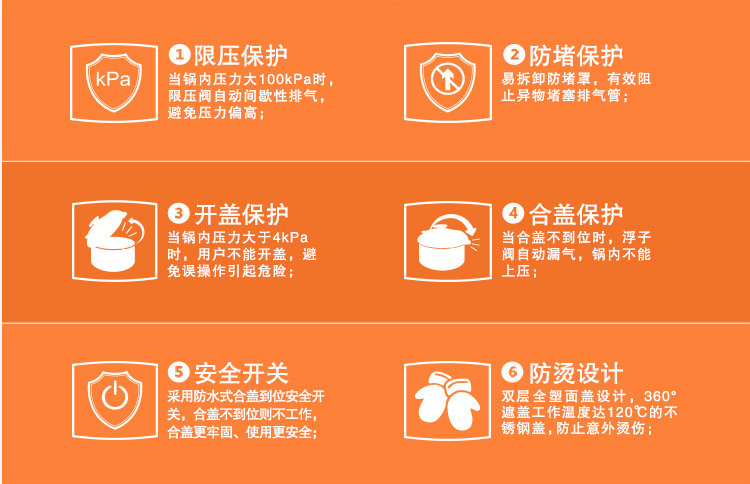 kPa
1 限压保护
当锅内压力大100kPa时，
限压阀自动间歇性排气，
避免压力偏高；
2 防堵保护
易拆卸防堵罩，有效阻
止异物堵塞排气管；
3 开盖保护
当锅内压力大于4kPa
时，用户不能开盖，避
免误操作引起危险；
4 合盖保护
当合盖不到位时，浮子
阀自动漏气，锅内不能
上压；
5 安全开关
采用防水式合盖到位安全开
关，合盖不到位则不工作，
合盖更牢固、使用更安全；
6 防烫设计
双层全塑面盖设计，360°
遮盖工作温度达120℃的不
锈钢盖，防止意外烫伤；